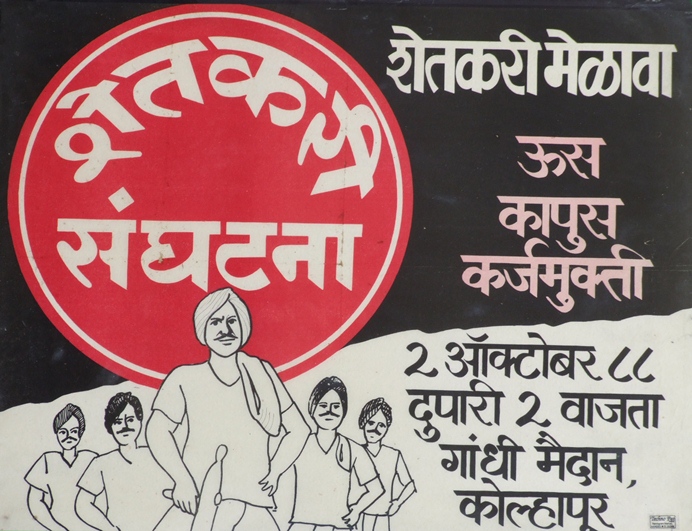 शेतकरी
संघटना
शेतकरी मेळावा
ऊस
कापुस
कर्जमुक्ती
२ ऑक्टोबर ८८
दुपारी २ वाजता
गांधी मैदान,
कोल्हापूर